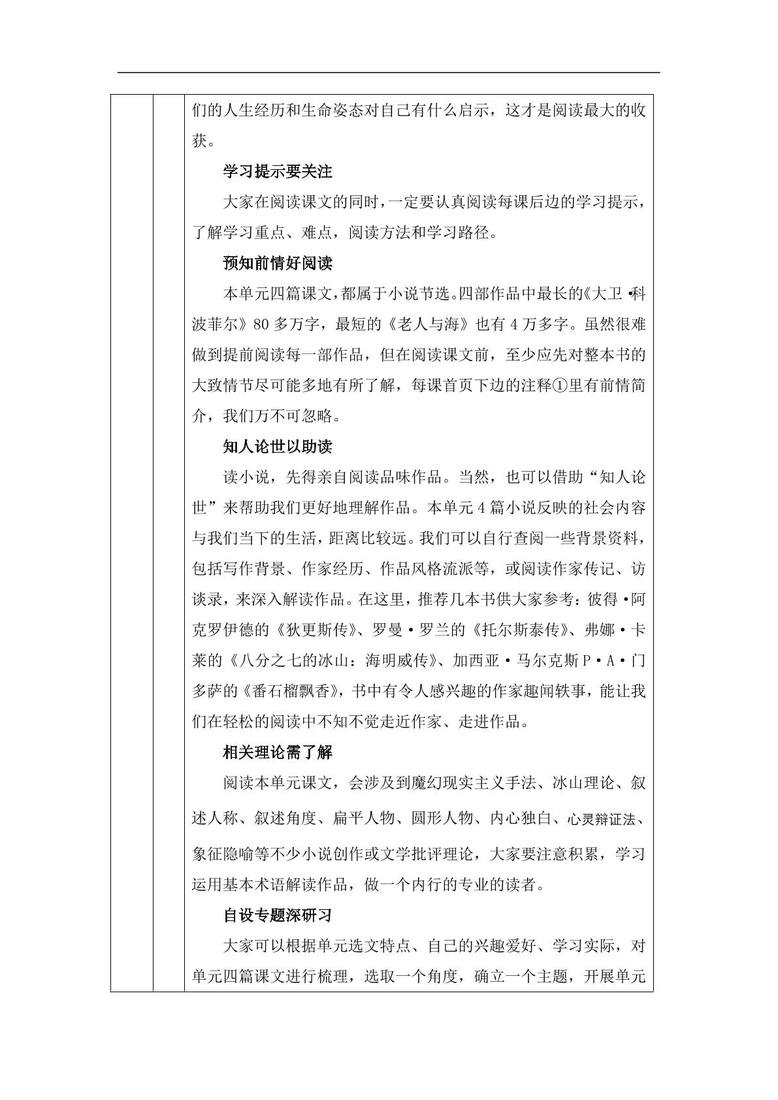 们的人生经历和生命姿态对自己有什么启示，这才是阅读最大的收
获。
学习提示要关注
大家在阅读课文的同时，一定要认真阅读每课后边的学习提示，
了解学习重点、难点，阅读方法和学习路径。
预知前情好阅读
本单元四篇课文，都属于小说节选。四部作品中最长的《大卫·科
波菲尔》80 多万字，最短的《老人与海》也有 4 万多字。虽然很难
做到提前阅读每一部作品，但在阅读课文前，至少应先对整本书的
大致情节尽可能多地有所了解，每课首页下边的注释①里有前情简
介，我们万不可忽略。
知人论世以助读
读小说，先得亲自阅读品味作品。当然，也可以借助“知人论
世”来帮助我们更好地理解作品。本单元 4 篇小说反映的社会内容
与我们当下的生活，距离比较远。我们可以自行查阅一些背景资料，
包括写作背景、作家经历、作品风格流派等，或阅读作家传记、访
谈录，来深入解读作品。在这里，推荐几本书供大家参考：彼得·阿
克罗伊德的《狄更斯传》、罗曼·罗兰的《托尔斯泰传》、弗娜·卡
莱的《八分之七的冰山：海明威传》、加西亚·马尔克斯 P·A·门
多萨的《番石榴飘香》，书中有令人感兴趣的作家趣闻轶事，能让我
们在轻松的阅读中不知不觉走近作家、走进作品。
相关理论需了解
阅读本单元课文，会涉及到魔幻现实主义手法、冰山理论、叙
述人称、叙述角度、扁平人物、圆形人物、内心独白、心灵辩证法、
象征隐喻等不少小说创作或文学批评理论，大家要注意积累，学习
运用基本术语解读作品，做一个内行的专业的读者。
自设专题深研习
大家可以根据单元选文特点、自己的兴趣爱好、学习实际，对
单元四篇课文进行梳理，选取一个角度，确立一个主题，开展单元